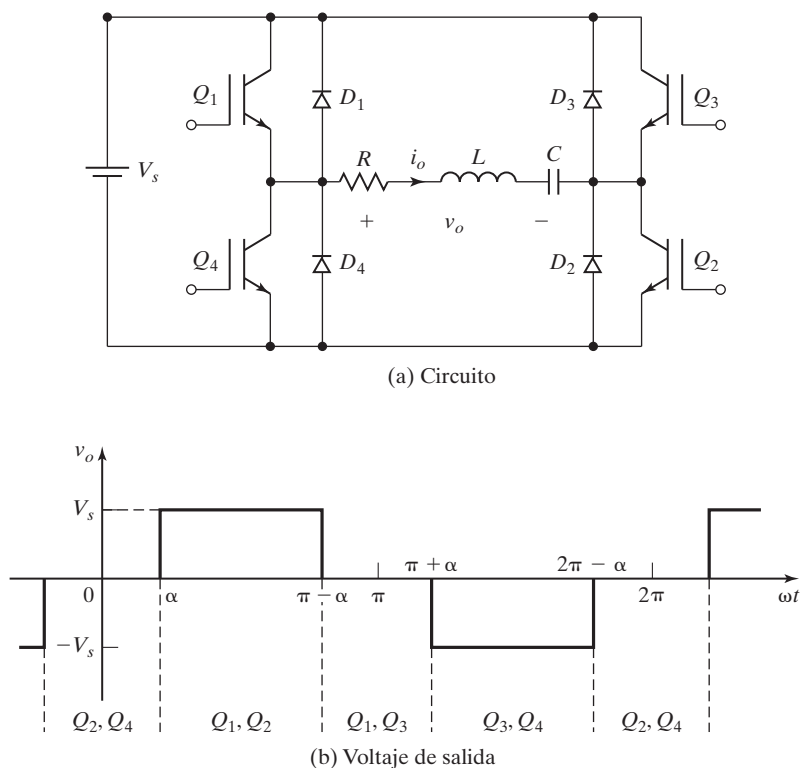 Q₁ D₁ D₃ Q₃
R iₒ L C
Vₛ
+ vₒ −
Q₄ D₄ D₂ Q₂
(a) Circuito
vₒ
Vₛ
π + α 2π − α
0 α π − α π 2π ωt
−Vₛ
Q₂, Q₄ Q₁, Q₂ Q₁, Q₃ Q₃, Q₄ Q₂, Q₄
(b) Voltaje de salida